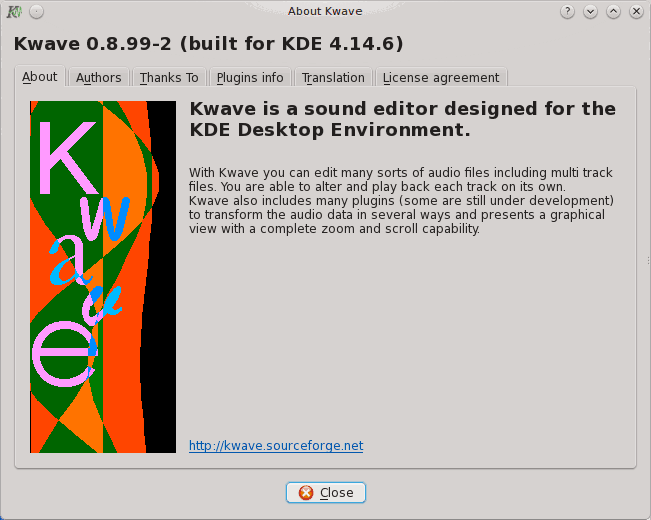 About Kwave
Kwave 0.8.99-2 (built for KDE 4.14.6)
About Authors Thanks To Plugins info Translation License agreement
Kwave
Kwave is a sound editor designed for the
KDE Desktop Environment.
With Kwave you can edit many sorts of audio files including multi track
files. You are able to alter and play back each track on its own.
Kwave also includes many plugins (some are still under development)
to transform the audio data in several ways and presents a graphical
view with a complete zoom and scroll capability.
http://kwave.sourceforge.net
Close